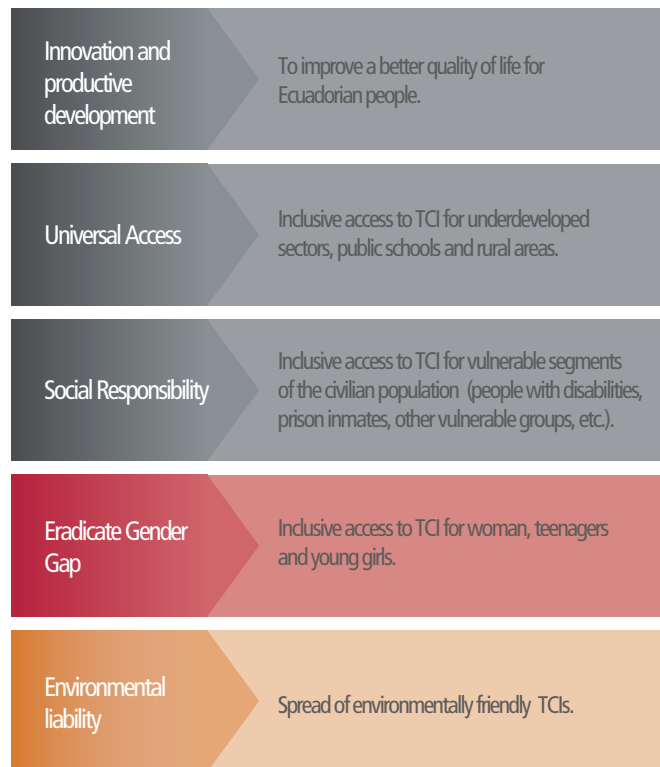 Innovation and
productive
development
To improve a better quality of life for
Ecuadorian people.
Universal Access
Inclusive access to TCI for underdeveloped
sectors, public schools and rural areas.
Social Responsibility
Inclusive access to TCI for vulnerable segments
of the civilian population (people with disabilities,
prison inmates, other vulnerable groups, etc.).
Eradicate Gender
Gap
Inclusive access to TCI for woman, teenagers
and young girls.
Environmental
liability
Spread of environmentally friendly TCIs.